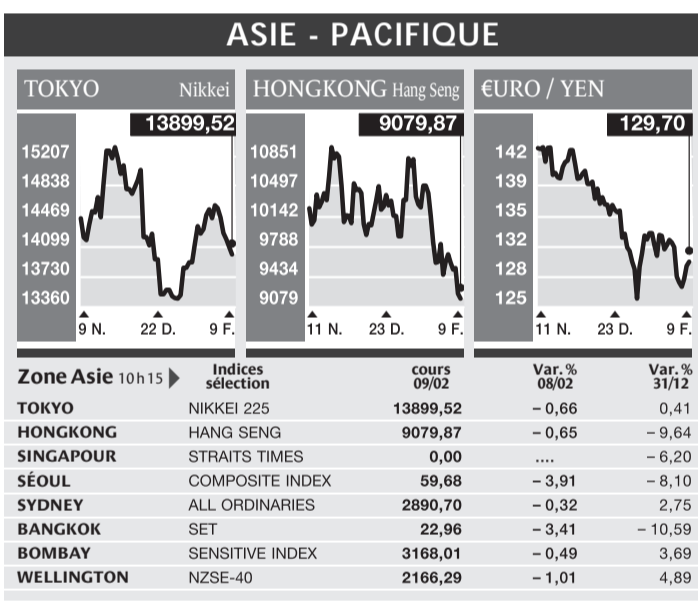 ASIE - PACIFIQUE
TOKYO Nikkei
13899,52
15207
14838
14469
14099
13730
13360
9 N. 22 D. 9 F.
HONGKONG Hang Seng
9079,87
10851
10497
10142
9788
9434
9079
11 N. 23 D. 9 F.
€URO / YEN
129,70
142
139
135
132
128
125
11 N. 23 D. 9 F.
Zone Asie 10h15 Indices sélection cours 09/02 Var. % 08/02 Var. % 31/12
TOKYO NIKKEI 225 13899,52 – 0,66 0,41
HONGKONG HANG SENG 9079,87 – 0,65 – 9,64
SINGAPOUR STRAITS TIMES 0,00 .... – 6,20
SÉOUL COMPOSITE INDEX 59,68 – 3,91 – 8,10
SYDNEY ALL ORDINARIES 2890,70 – 0,32 2,75
BANGKOK SET 22,96 – 3,41 – 10,59
BOMBAY SENSITIVE INDEX 3168,01 – 0,49 3,69
WELLINGTON NZSE-40 2166,29 – 1,01 4,89